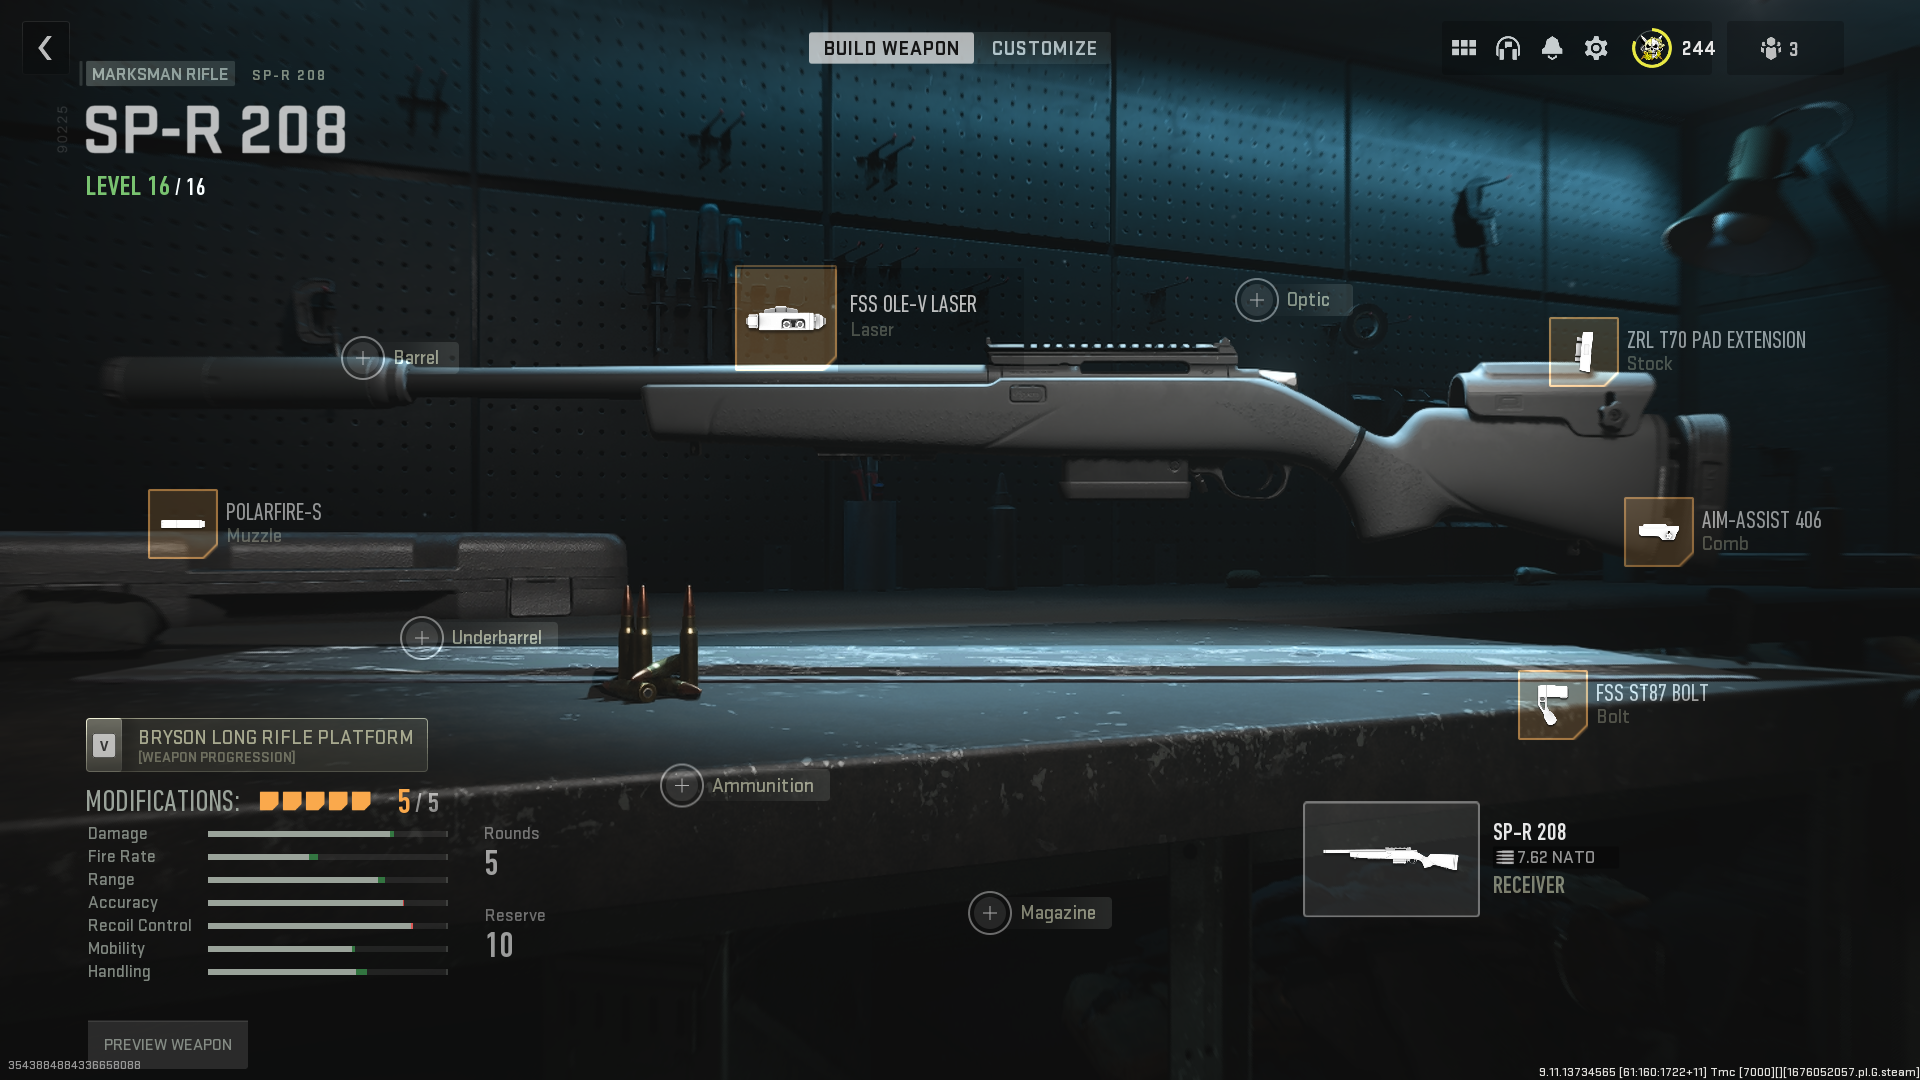 BUILD WEAPON
CUSTOMIZE
244
3
MARKSMAN RIFLE
SP-R 208
90225
SP-R 208
LEVEL 16 / 16
FSS OLE-V LASER
Laser
Optic
ZRL T70 PAD EXTENSION
Stock
Barrel
POLARFIRE-S
Muzzle
AIM-ASSIST 406
Comb
Underbarrel
FSS ST87 BOLT
Bolt
V
BRYSON LONG RIFLE PLATFORM
[WEAPON PROGRESSION]
Ammunition
MODIFICATIONS: 5 / 5
Damage
Fire Rate
Range
Accuracy
Recoil Control
Mobility
Handling
Rounds
5
Reserve
10
Magazine
SP-R 208
7.62 NATO
RECEIVER
PREVIEW WEAPON
3543884884336658088
9.11.13734565 [61:160:1722+11] Tmc [7000][][1676052057.pl.G.steam]